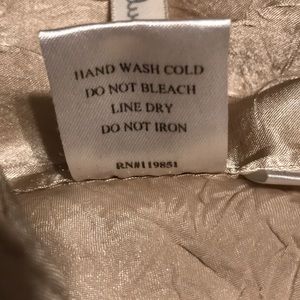 HAND WASH COLD
DO NOT BLEACH
LINE DRY
DO NOT IRON
RN#119851